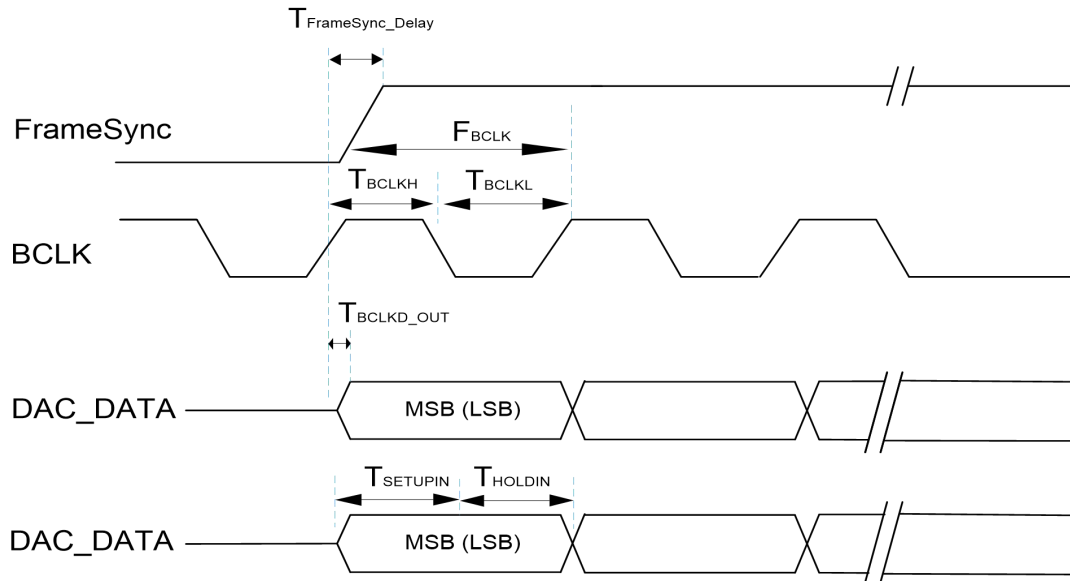 TFrameSync_Delay
FrameSync
FBCLK
TBCLKH
TBCLKL
BCLK
TBCLKD_OUT
DAC_DATA
MSB (LSB)
TSETUPIN
THOLDIN
DAC_DATA
MSB (LSB)